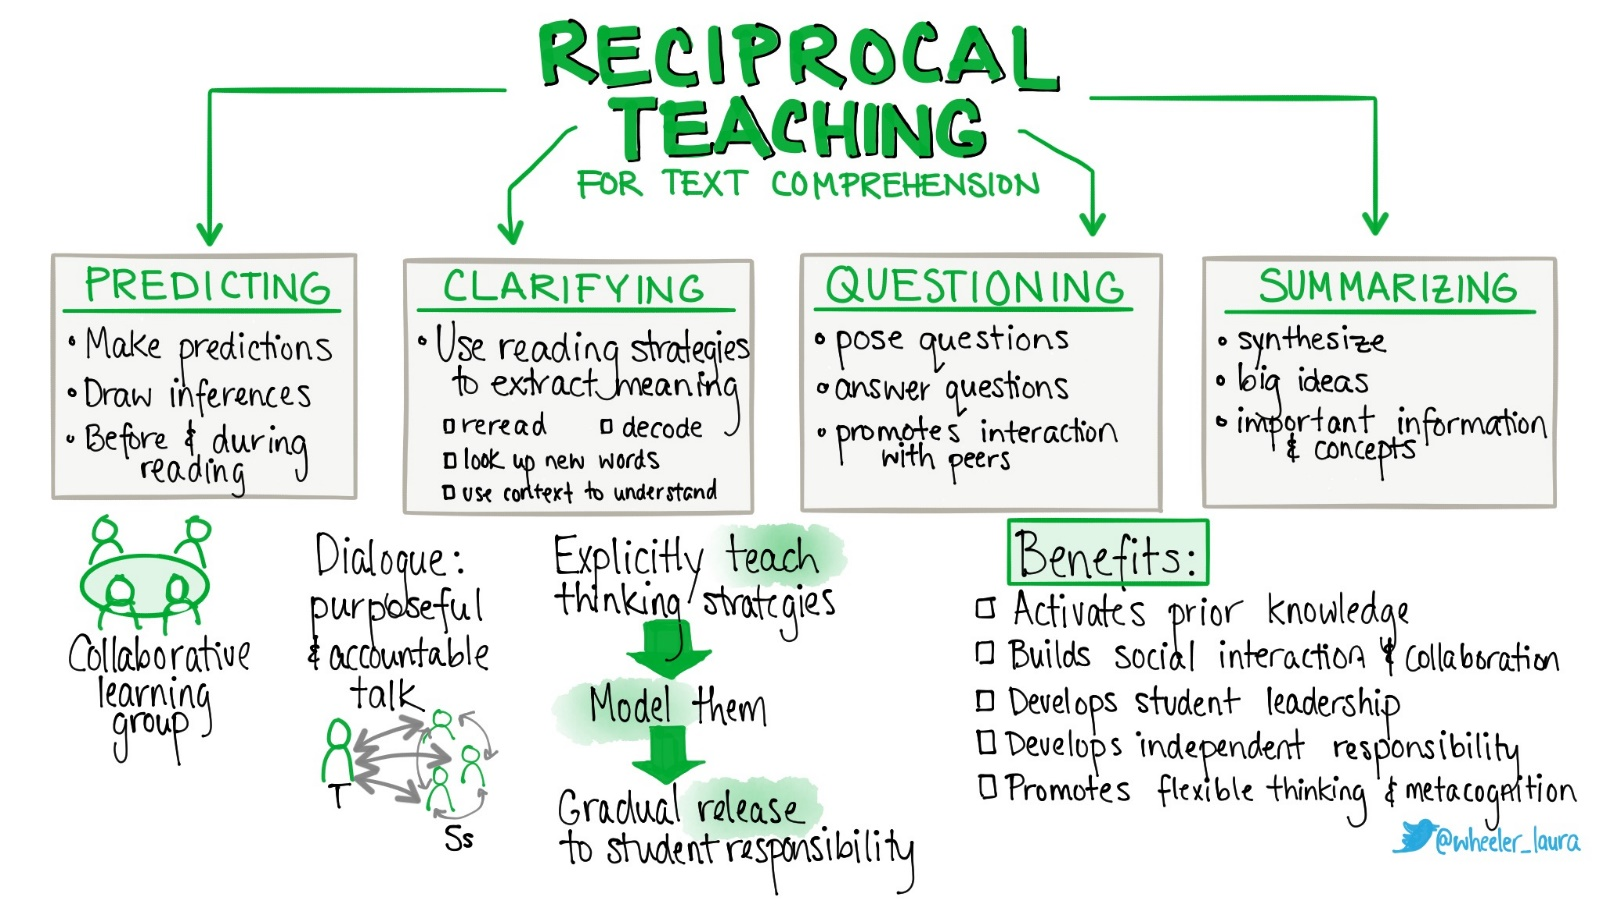 RECIPROCAL
TEACHING
FOR TEXT COMPREHENSION
PREDICTING
• Make predictions
• Draw inferences
• Before & during
reading
CLARIFYING
• Use reading strategies
to extract meaning
reread
decode
look up new words
use context to understand
QUESTIONING
• pose questions
• answer questions
• promotes interaction
with peers
SUMMARIZING
• synthesize
• big ideas
• important information
& concepts
Collaborative
learning
group
Dialogue:
purposeful
& accountable
talk
T
Ss
Explicitly teach
thinking strategies
Model them
Gradual release
to student responsibility
Benefits:
Activates prior knowledge
Builds social interaction & collaboration
Develops student leadership
Develops independent responsibility
Promotes flexible thinking & metacognition
@wheeler_laura